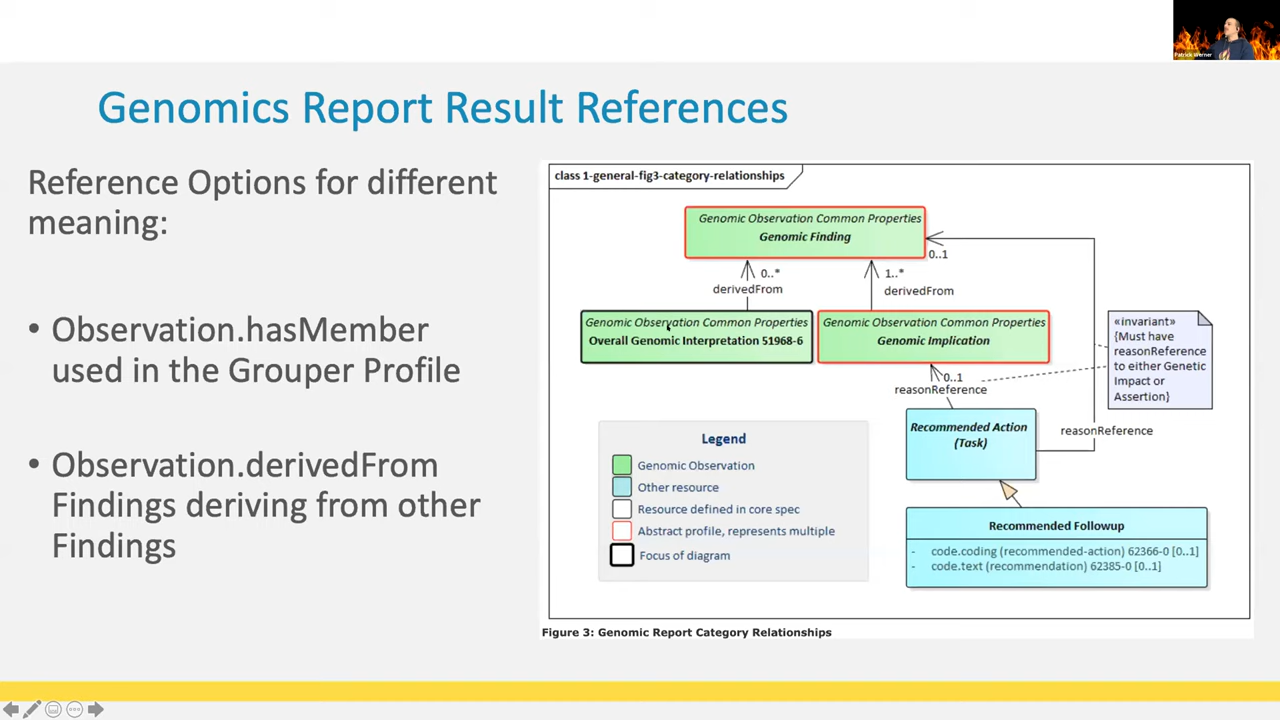 Patrick Werner
Genomics Report Result References
Reference Options for different
meaning:
• Observation.hasMember
used in the Grouper Profile
• Observation.derivedFrom
Findings deriving from other
Findings
class 1-general-fig3-category-relationships
Genomic Observation Common Properties
Genomic Finding
0..1
0..*
derivedFrom
1..*
derivedFrom
Genomic Observation Common Properties
Overall Genomic Interpretation 51968-6
Genomic Observation Common Properties
Genomic Implication
«invariant»
{Must have
reasonReference
to either Genetic
Impact or
Assertion}
0..1
reasonReference
Recommended Action
(Task)
reasonReference
Legend
Genomic Observation
Other resource
Resource defined in core spec
Abstract profile, represents multiple
Focus of diagram
Recommended Followup
- code.coding (recommended-action) 62366-0 [0..1]
- code.text (recommendation) 62385-0 [0..1]
Figure 3: Genomic Report Category Relationships